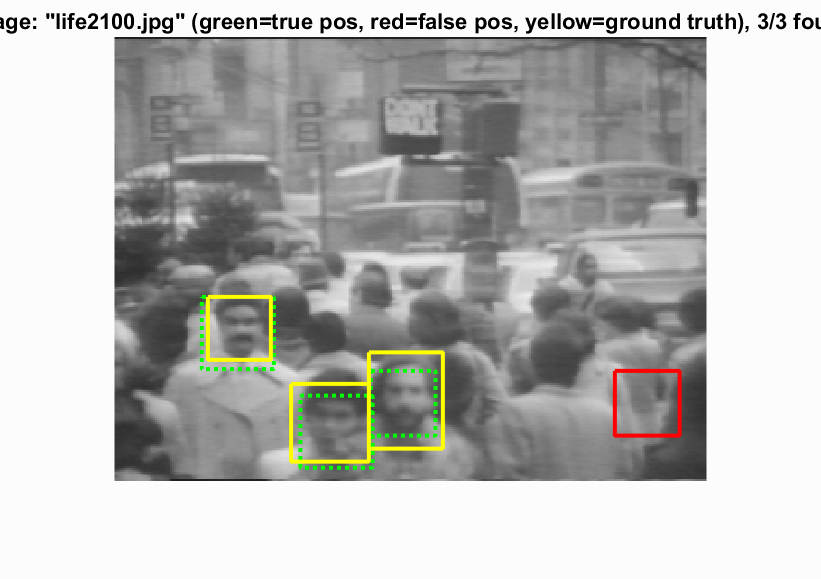 age: "life2100.jpg" (green=true pos, red=false pos, yellow=ground truth), 3/3 fou
DONT
WALK